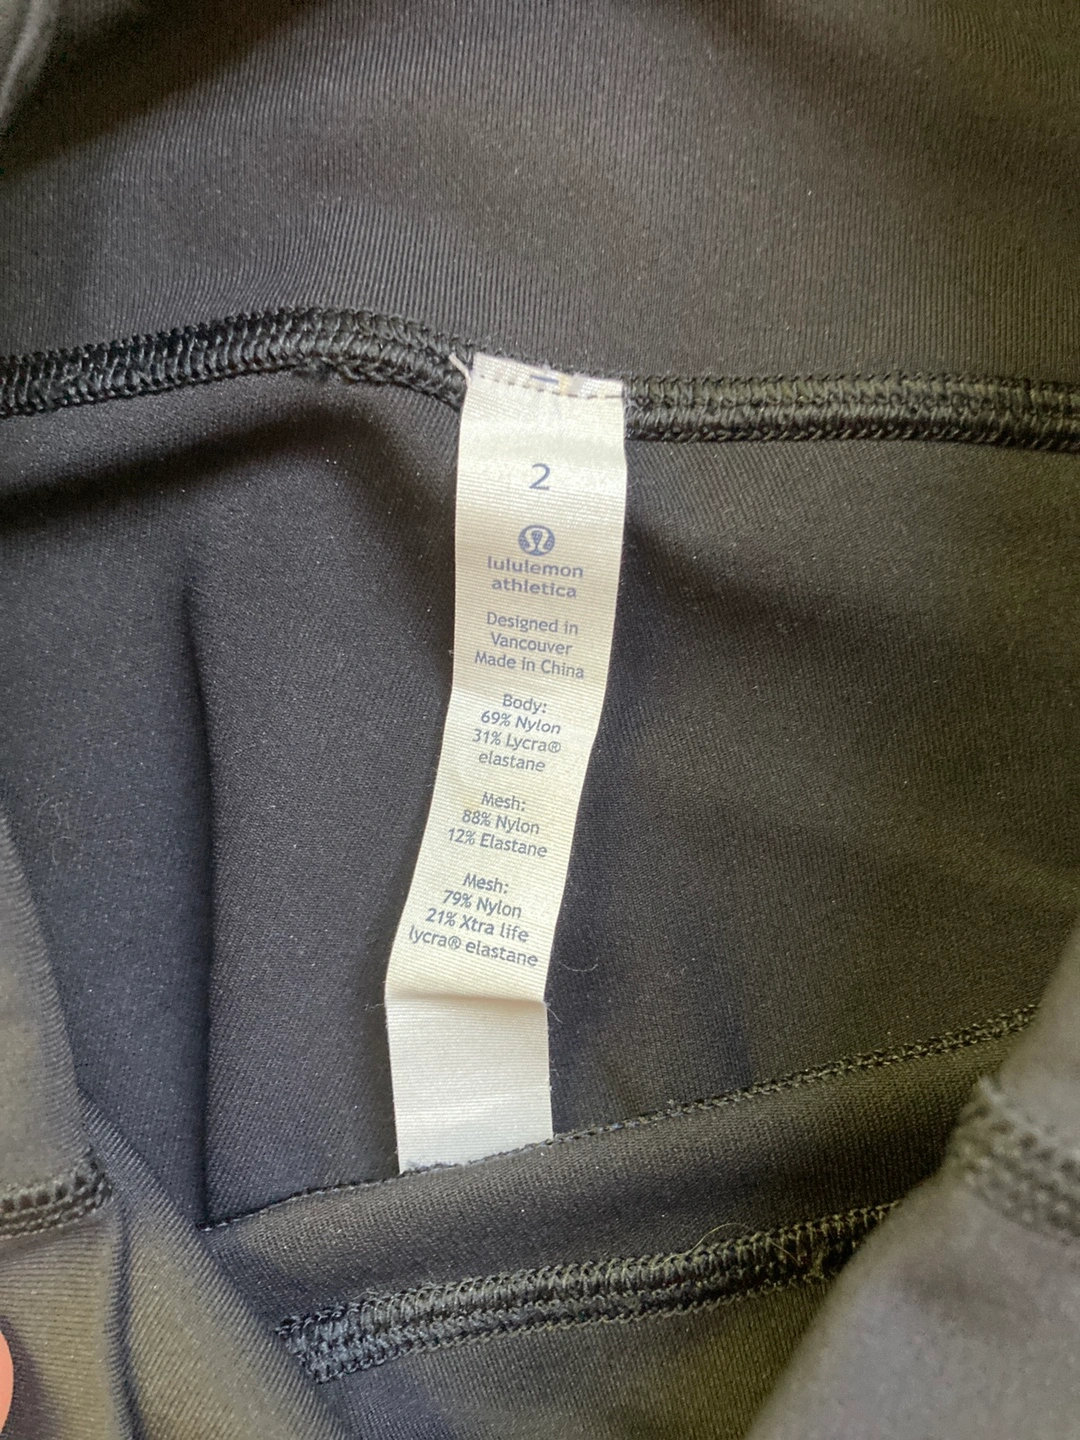 2
lululemon
athletica
Designed in
Vancouver
Made in China
Body:
69% Nylon
31% Lycra®
elastane
Mesh:
88% Nylon
12% Elastane
Mesh:
79% Nylon
21% Xtra life
lycra® elastane